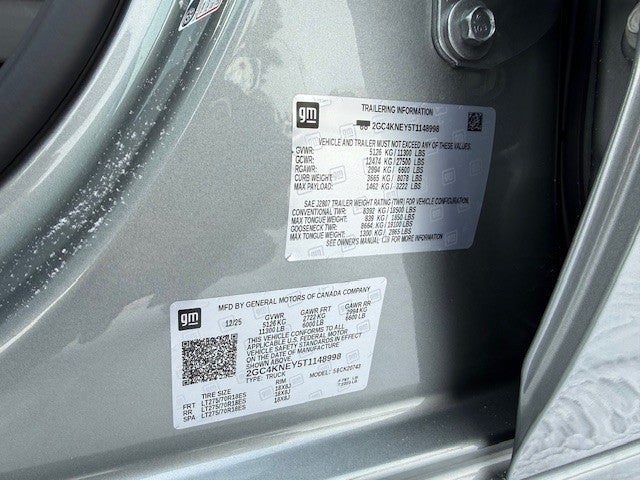 gm
TRAILERING INFORMATION
2GC4KNEY5T1148998
VEHICLE AND TRAILER MUST NOT EXCEED ANY OF THESE VALUES.
GVWR: 5126 KG/ 11300 LBS
GCWR: 12474 KG/ 27500 LBS
RGAWR: 2994 KG/ 6600 LBS
CURB WEIGHT: 3665 KG/ 8078 LBS
MAX PAYLOAD: 1462 KG/ 3222 LBS
SAE J2807 TRAILER WEIGHT RATING (TWR) FOR VEHICLE CONFIGURATION.
CONVENTIONAL TWR: 8392 KG/ 18500 LBS
MAX TONGUE WEIGHT: 839 KG/ 1850 LBS
GOOSENECK TWR: 8664 KG/ 19100 LBS
MAX TONGUE WEIGHT: 1300 KG/ 2865 LBS
SEE OWNER'S MANUAL FOR MORE INFORMATION
gm
MFD BY GENERAL MOTORS OF CANADA COMPANY
12/25 GVWR GAWR FRT GAWR RR
5126 KG 2722 KG 2994 KG
11300 LB 6000 LB 6600 LB
THIS VEHICLE CONFORMS TO ALL
APPLICABLE U.S. FEDERAL MOTOR
VEHICLE SAFETY STANDARDS IN EFFECT
ON THE DATE OF MANUFACTURE
SHOWN ABOVE.
2GC4KNEY5T1148998
TYPE: TRUCK MODEL:
TIRE SIZE RIM
FRT LT275/70R18ES 18X8J
RR LT275/70R18ES 18X8J
SPA LT275/70R18ES 18X8J